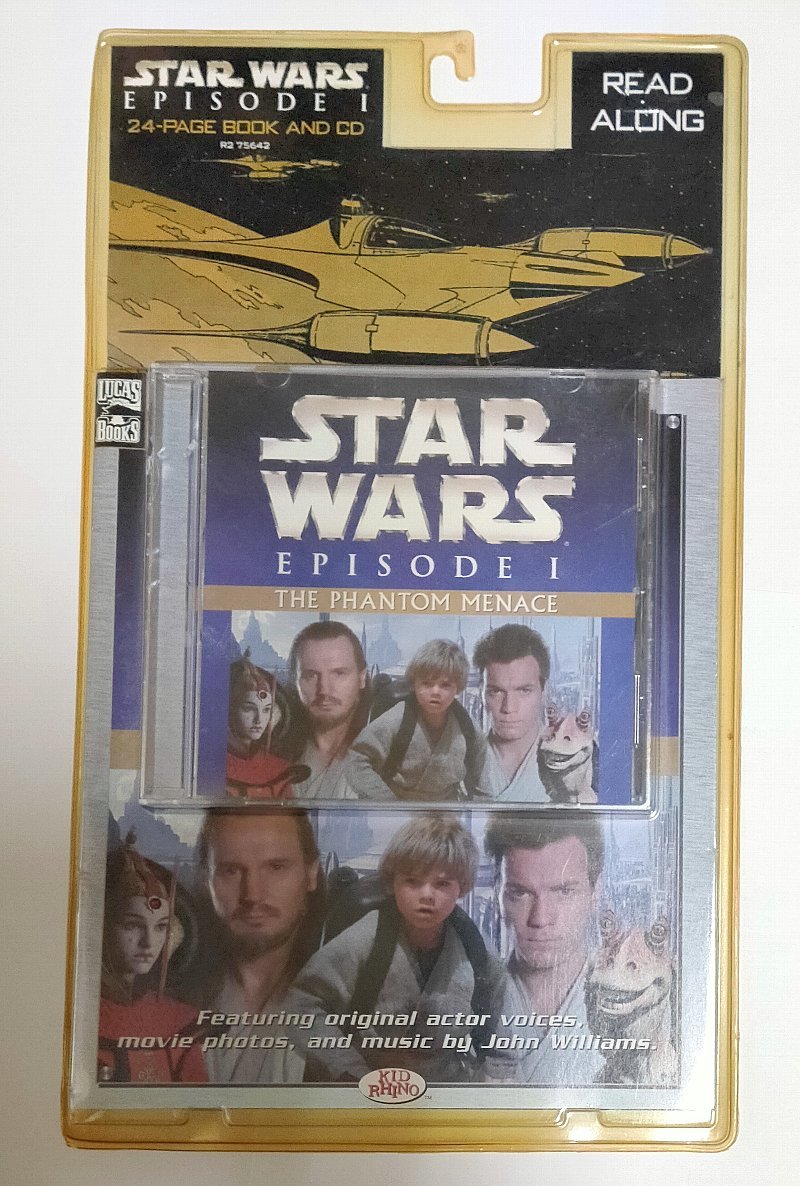 STAR WARS
EPISODE I
24-PAGE BOOK AND CD
R2 75642
READ
ALONG
LUCAS
BOOKS
STAR
WARS
EPISODE I
THE PHANTOM MENACE
Featuring original actor voices,
movie photos, and music by John Williams.
KID
RHINO™